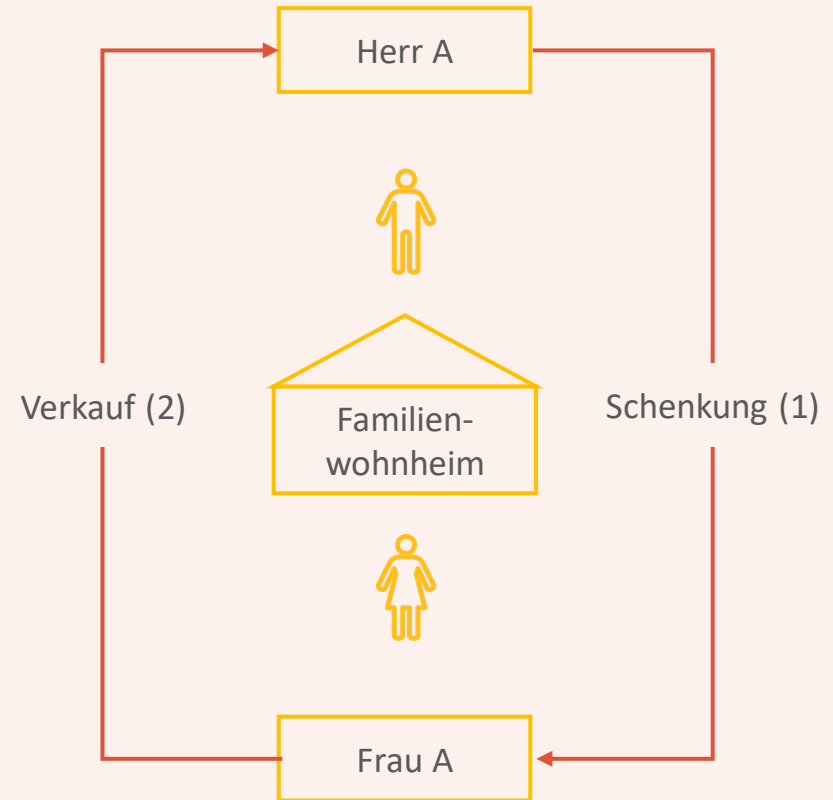 Herr A
Verkauf (2)
Schenkung (1)
Familien-
wohnheim
Frau A